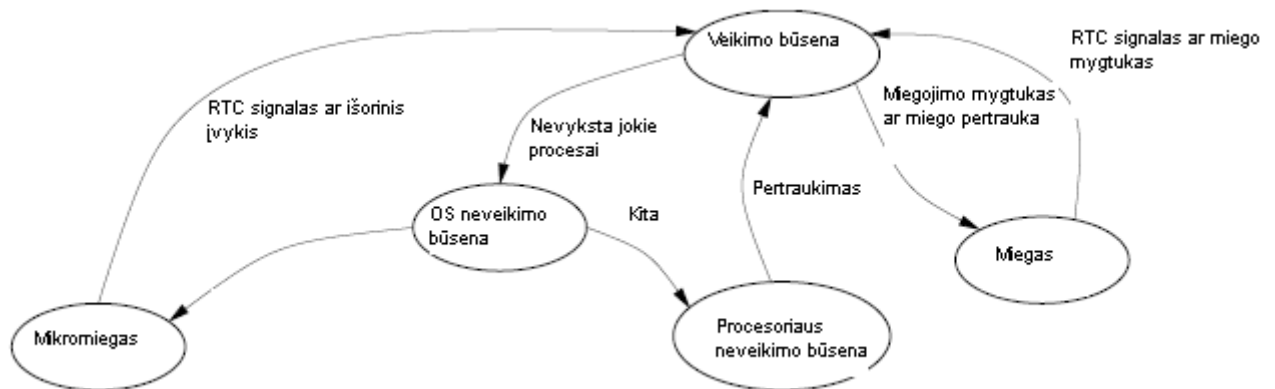 Veikimo būsena
RTC signalas ar miego
mygtukas
RTC signalas ar išorinis
įvykis
Miegojimo mygtukas
ar miego pertrauka
Nevyksta jokie
procesai
Pertraukimas
OS neveikimo
būsena
Kita
Miegas
Mikromiegas
Procesoriaus
neveikimo būsena